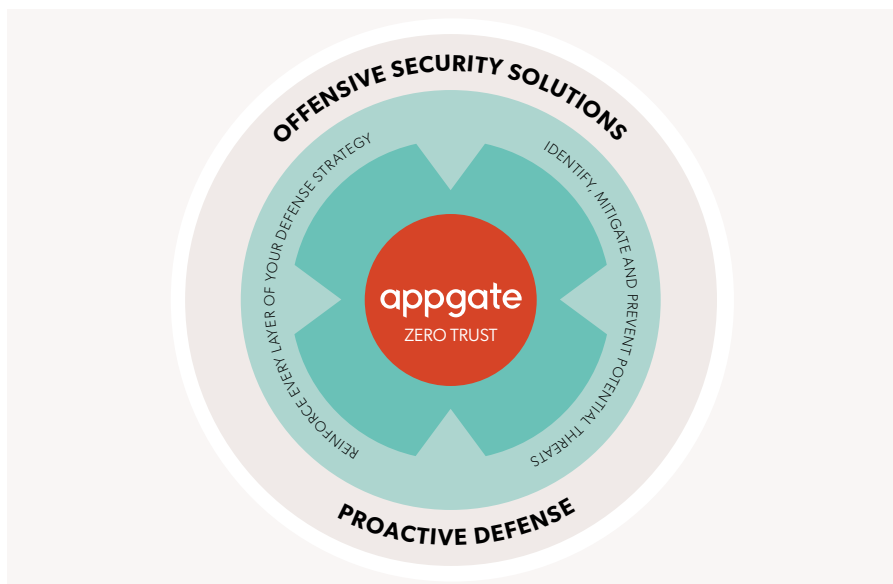 OFFENSIVE SECURITY SOLUTIONS
REINFORCE EVERY LAYER OF YOUR DEFENSE STRATEGY
IDENTIFY, MITIGATE AND PREVENT POTENTIAL THREATS
appgate
ZERO TRUST
PROACTIVE DEFENSE